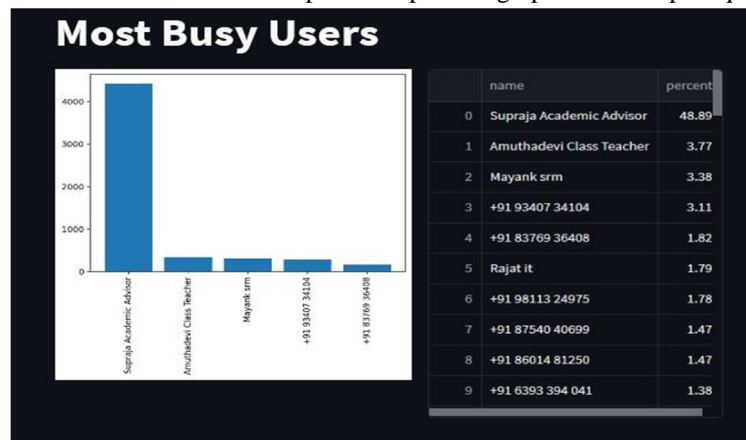 Most Busy Users
4000
3000
2000
1000
0
Supraja Academic Advisor
Amuthadevi Class Teacher
Mayank srm
+91 93407 34104
+91 83769 36408
name percent
0 Supraja Academic Advisor 48.89
1 Amuthadevi Class Teacher 3.77
2 Mayank srm 3.38
3 +91 93407 34104 3.11
4 +91 83769 36408 1.82
5 Rajat it 1.79
6 +91 98113 24975 1.78
7 +91 87540 40699 1.47
8 +91 86014 81250 1.47
9 +91 6393 394 041 1.38